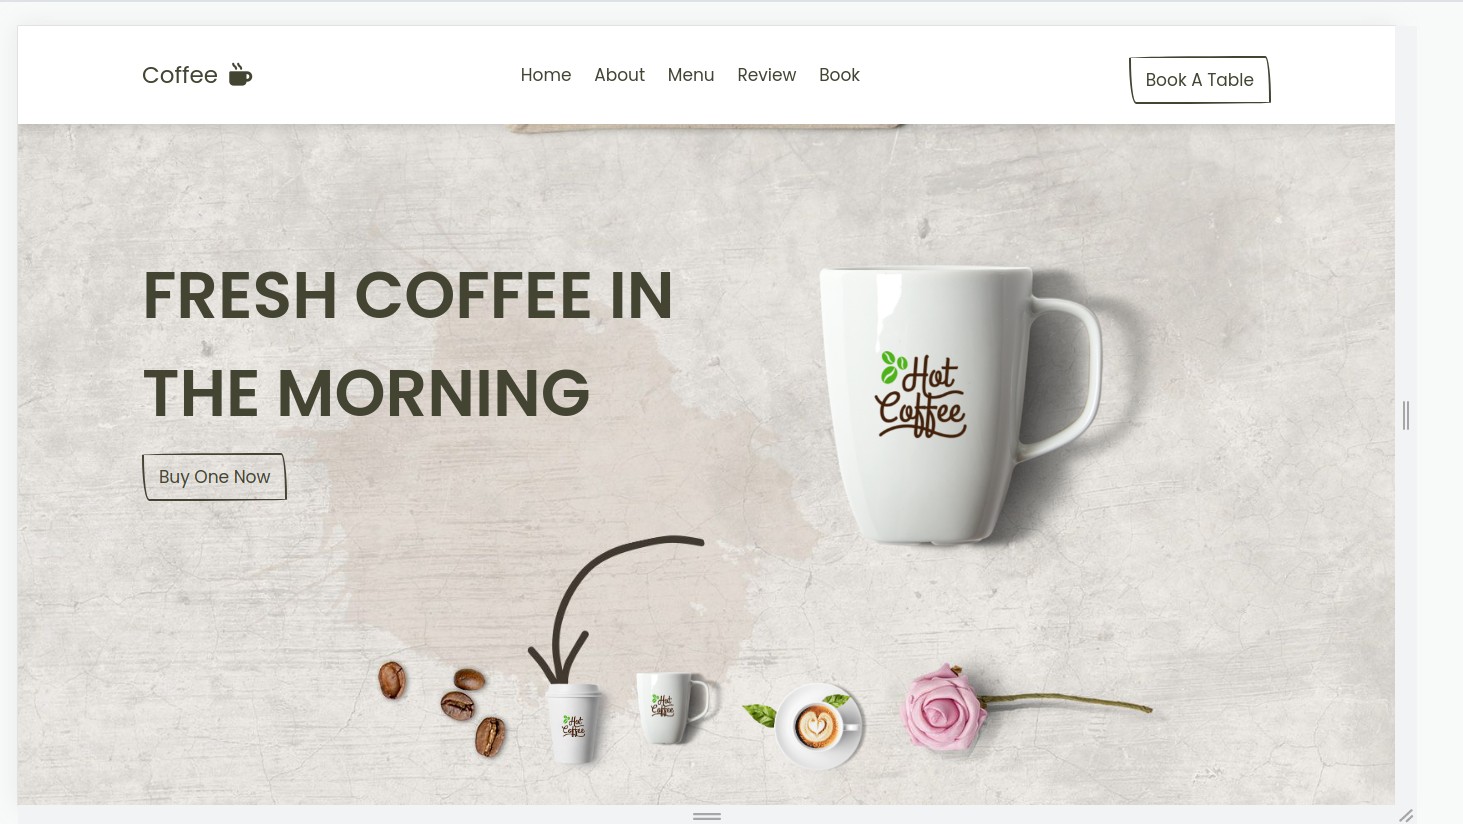 Coffee
Home About Menu Review Book
Book A Table
FRESH COFFEE IN
THE MORNING
Buy One Now
Hot
Coffee
Hot
Coffee
Hot
Coffee